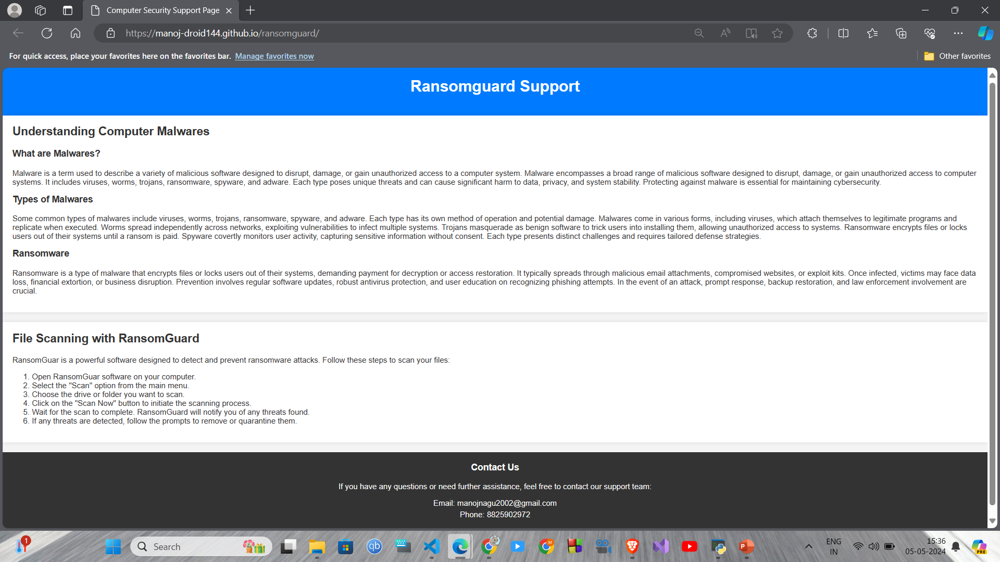 Computer Security Support Page
https://manoj-droid144.github.io/ransomguard/
For quick access, place your favorites here on the favorites bar. Manage favorites now
Other favorites
Ransomguard Support
Understanding Computer Malwares
What are Malwares?
Malware is a term used to describe a variety of malicious software designed to disrupt, damage, or gain unauthorized access to a computer system. Malware encompasses a broad range of malicious software designed to disrupt, damage, or gain unauthorized access to computer
systems. It includes viruses, worms, trojans, ransomware, spyware, and adware. Each type poses unique threats and can cause significant harm to data, privacy, and system stability. Protecting against malware is essential for maintaining cybersecurity.
Types of Malwares
Some common types of malwares include viruses, worms, trojans, ransomware, spyware, and adware. Each type has its own method of operation and potential damage. Malwares come in various forms, including viruses, which attach themselves to legitimate programs and
replicate when executed. Worms spread independently across networks, exploiting vulnerabilities to infect multiple systems. Trojans masquerade as benign software to trick users into installing them, allowing unauthorized access to systems. Ransomware encrypts files or locks
users out of their systems until a ransom is paid. Spyware covertly monitors user activity, capturing sensitive information without consent. Each type presents distinct challenges and requires tailored defense strategies.
Ransomware
Ransomware is a type of malware that encrypts files or locks users out of their systems, demanding payment for decryption or access restoration. It typically spreads through malicious email attachments, compromised websites, or exploit kits. Once infected, victims may face data
loss, financial extortion, or business disruption. Prevention involves regular software updates, robust antivirus protection, and user education on recognizing phishing attempts. In the event of an attack, prompt response, backup restoration, and law enforcement involvement are
crucial.
File Scanning with RansomGuard
RansomGuar is a powerful software designed to detect and prevent ransomware attacks. Follow these steps to scan your files:
1. Open RansomGuar software on your computer.
2. Select the "Scan" option from the main menu.
3. Choose the drive or folder you want to scan.
4. Click on the "Scan Now" button to initiate the scanning process.
5. Wait for the scan to complete. RansomGuard will notify you of any threats found.
6. If any threats are detected, follow the prompts to remove or quarantine them.
Contact Us
If you have any questions or need further assistance, feel free to contact our support team:
Email: manojnagu2002@gmail.com
Phone: 8825902972
1
Search
qb
M
P
ENG
IN
15:36
05-05-2024
PRE